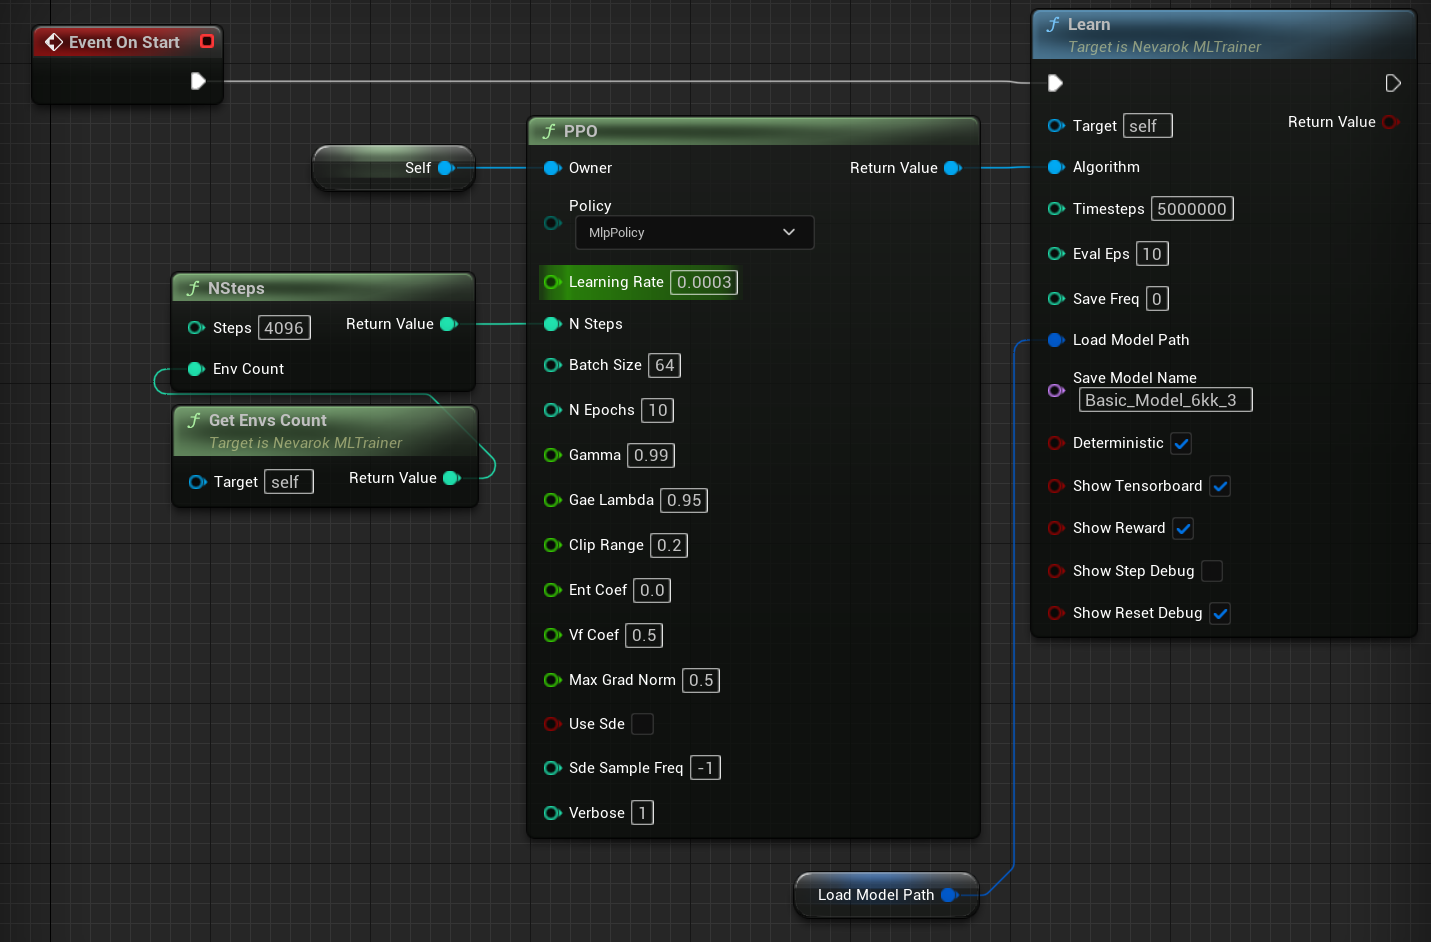 Event On Start
Learn
Target is Nevarok MLTrainer
Target self
Return Value
Algorithm
Timesteps 5000000
Eval Eps 10
Save Freq 0
Load Model Path
Save Model Name
Basic_Model_6kk_3
Deterministic
Show Tensorboard
Show Reward
Show Step Debug
Show Reset Debug
PPO
Owner
Return Value
Policy
MlpPolicy
Learning Rate 0.0003
N Steps
Batch Size 64
N Epochs 10
Gamma 0.99
Gae Lambda 0.95
Clip Range 0.2
Ent Coef 0.0
Vf Coef 0.5
Max Grad Norm 0.5
Use Sde
Sde Sample Freq -1
Verbose 1
Self
NSteps
Steps 4096
Return Value
Env Count
Get Envs Count
Target is Nevarok MLTrainer
Target self
Return Value
Load Model Path